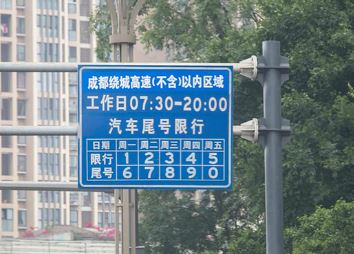 成都绕城高速(不含)以内区域
工作日07:30-20:00
汽车尾号限行
日期 周一 周二 周三 周四 周五
限行 1 2 3 4 5
尾号 6 7 8 9 0